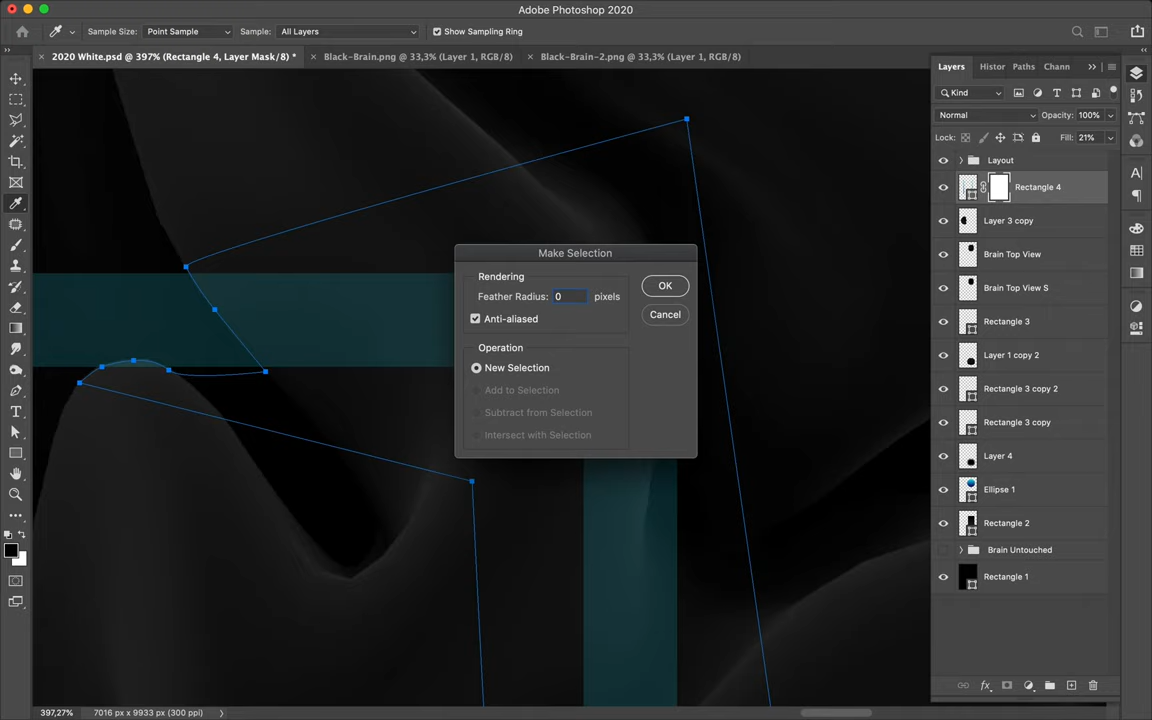 Adobe Photoshop 2020
Sample Size: Point Sample Sample: All Layers Show Sampling Ring
2020 White.psd @ 397% (Rectangle 4, Layer Mask/8) * Black-Brain.png @ 33,3% (Layer 1, RGB/8) Black-Brain-2.png @ 33,3% (Layer 1, RGB/8)
Layers Histor Paths Chann
Kind
Normal Opacity: 100%
Lock: Fill: 21%
Layout
Rectangle 4
Layer 3 copy
Brain Top View
Brain Top View S
Rectangle 3
Layer 1 copy 2
Rectangle 3 copy 2
Rectangle 3 copy
Layer 4
Ellipse 1
Rectangle 2
Brain Untouched
Rectangle 1
Make Selection
Rendering
Feather Radius: 0 pixels
Anti-aliased
OK
Cancel
Operation
New Selection
Add to Selection
Subtract from Selection
Intersect with Selection
397,27% 7016 px x 9933 px (300 ppi)